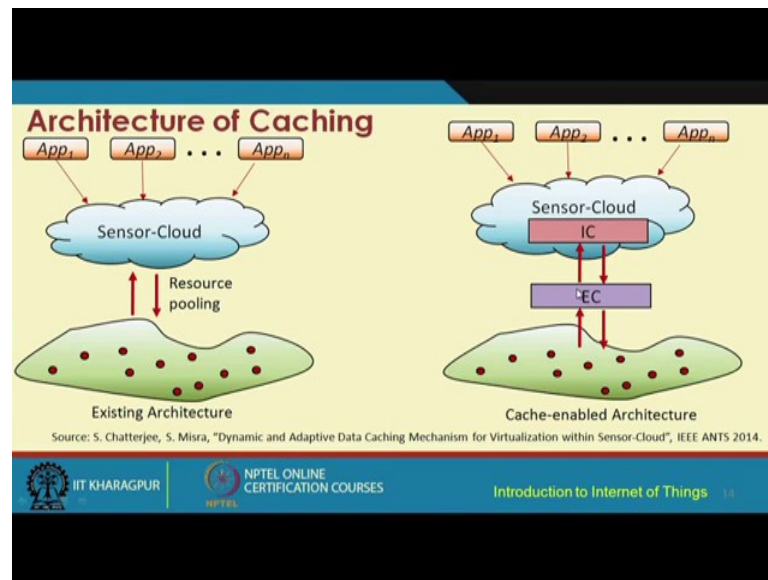 Architecture of Caching
App1 App2 ... Appn
Sensor-Cloud
Resource
pooling
Existing Architecture
App1 App2 ... Appn
Sensor-Cloud
IC
EC
Cache-enabled Architecture
Source: S. Chatterjee, S. Misra, "Dynamic and Adaptive Data Caching Mechanism for Virtualization within Sensor-Cloud", IEEE ANTS 2014.
IIT KHARAGPUR
NPTEL
NPTEL ONLINE
CERTIFICATION COURSES
Introduction to Internet of Things 14